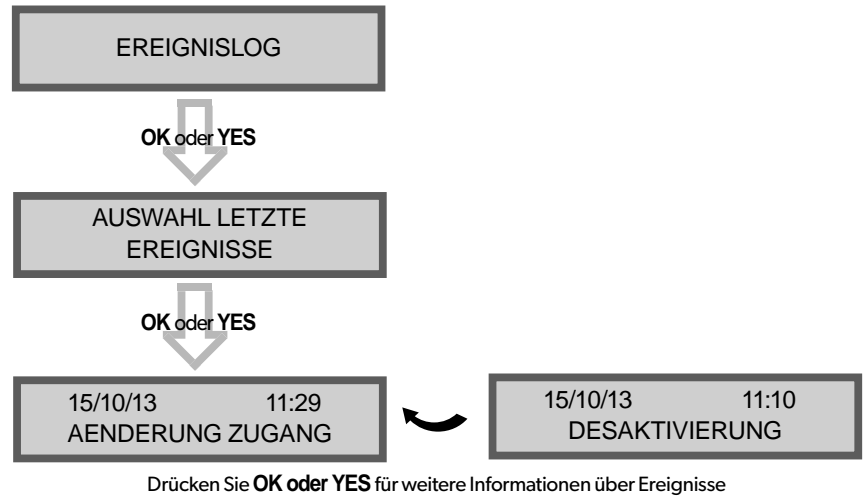 EREIGNISLOG
OK oder YES
AUSWAHL LETZTE
EREIGNISSE
OK oder YES
15/10/13 11:29
AENDERUNG ZUGANG
15/10/13 11:10
DESAKTIVIERUNG
Drücken Sie OK oder YES für weitere Informationen über Ereignisse